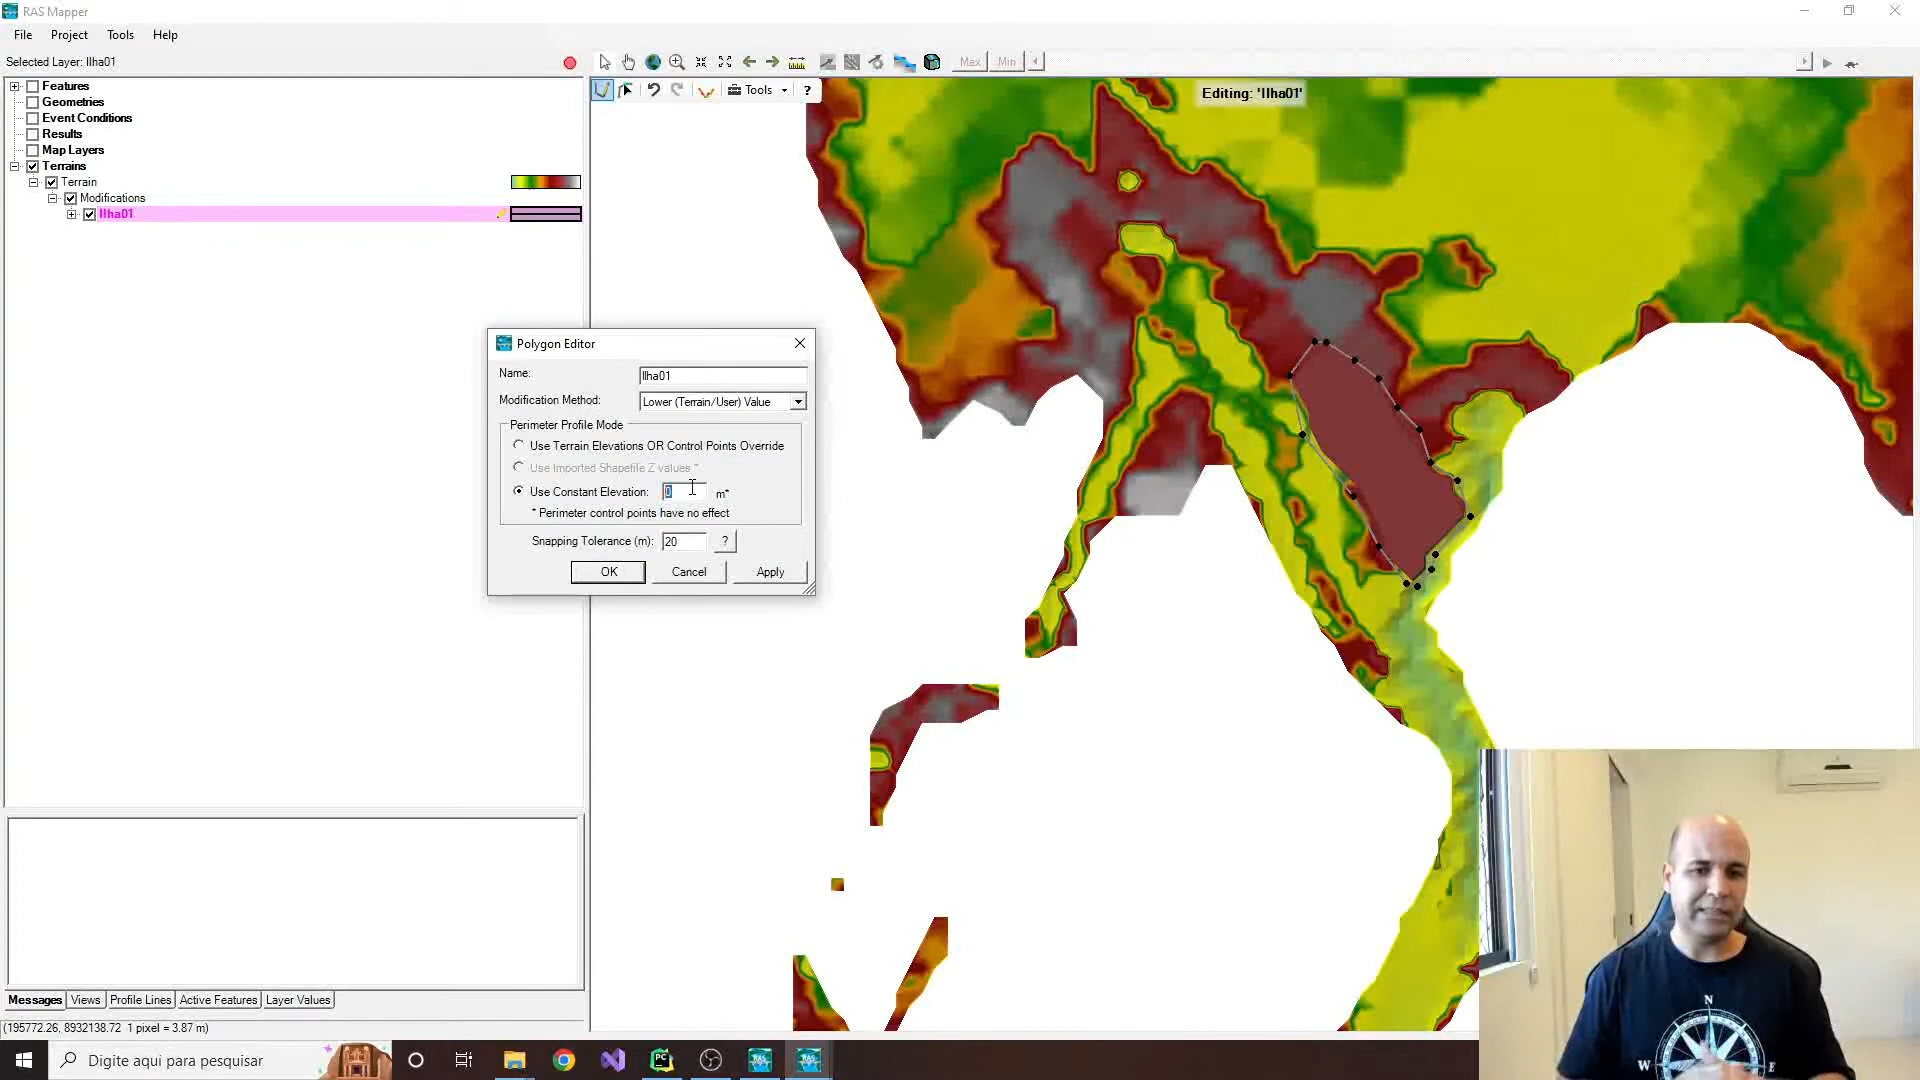 RAS Mapper
File Project Tools Help
Selected Layer: Ilha01
Max Min
Features
Geometries
Event Conditions
Results
Map Layers
Terrains
Terrain
Modifications
Ilha01
Tools ?
Editing: 'Ilha01'
Polygon Editor
Name: Ilha01
Modification Method: Lower (Terrain/User) Value
Perimeter Profile Mode
Use Terrain Elevations OR Control Points Override
Use Imported Shapefile Z values *
Use Constant Elevation: 0 m*
* Perimeter control points have no effect
Snapping Tolerance (m): 20 ?
OK Cancel Apply
Messages Views Profile Lines Active Features Layer Values
(195772.26, 8932138.72 1 pixel = 3.87 m)
Digite aqui para pesquisar
PC
RAS
RAS
N
W E